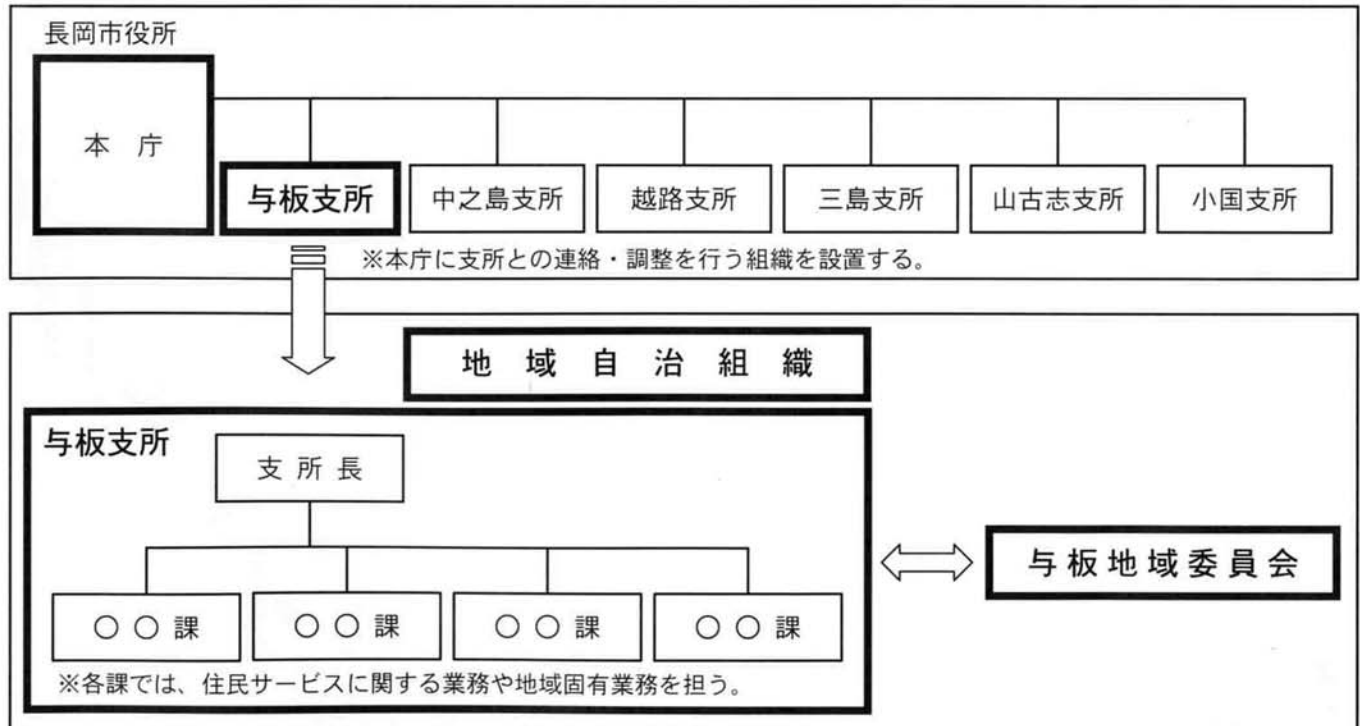 長岡市役所
本庁
与板支所 中之島支所 越路支所 三島支所 山古志支所 小国支所
※本庁に支所との連絡・調整を行う組織を設置する。
地域自治組織
与板支所
支所長
与板地域委員会
○○課 ○○課 ○○課 ○○課
※各課では、住民サービスに関する業務や地域固有業務を担う。